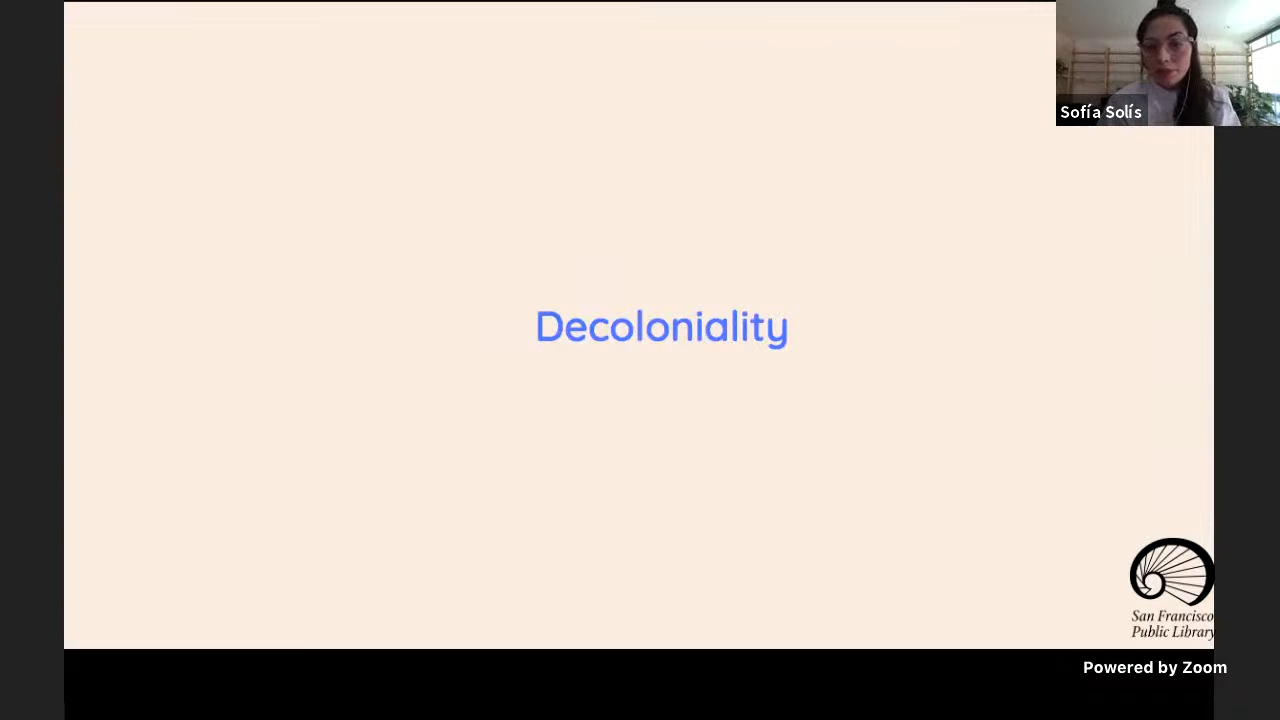 Sofía Solís
Decoloniality
San Francisco
Public Library
Powered by Zoom